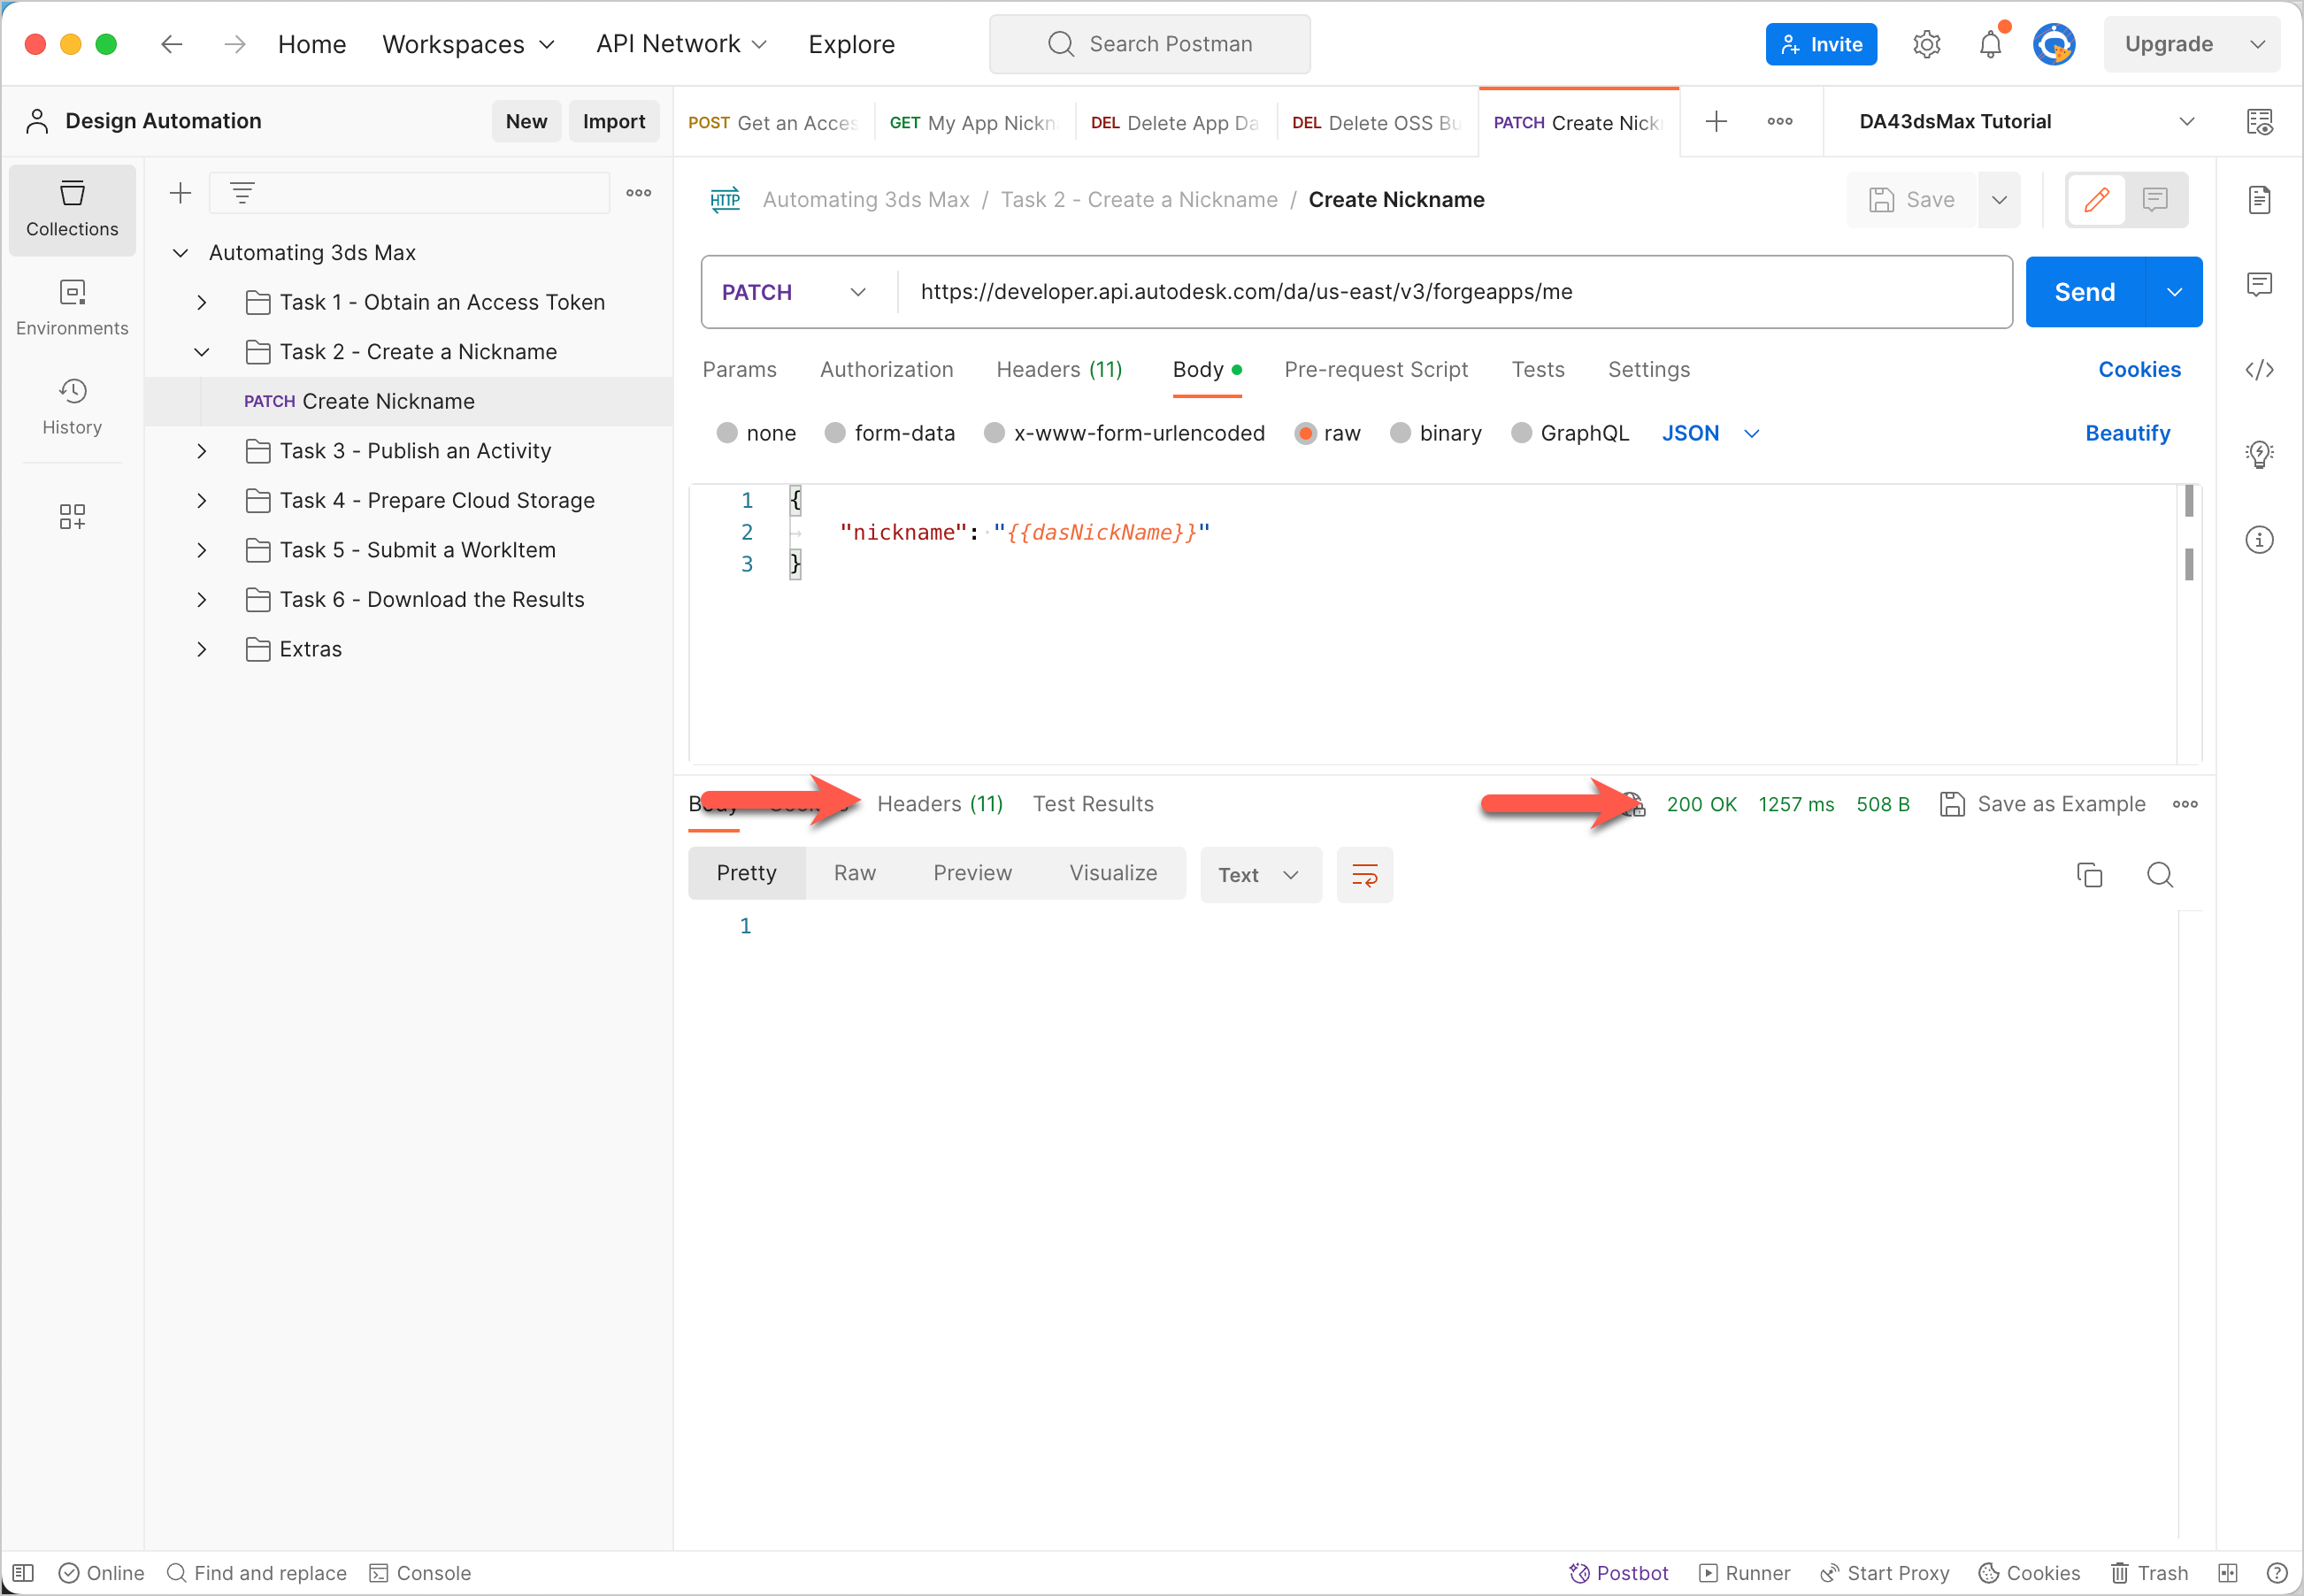 Home Workspaces API Network Explore Search Postman Invite Upgrade
Design Automation New Import POST Get an Acces GET My App Nickn DEL Delete App Da DEL Delete OSS Bu PATCH Create Nick DA43dsMax Tutorial
Collections
Environments
History
Automating 3ds Max
Task 1 - Obtain an Access Token
Task 2 - Create a Nickname
PATCH Create Nickname
Task 3 - Publish an Activity
Task 4 - Prepare Cloud Storage
Task 5 - Submit a WorkItem
Task 6 - Download the Results
Extras
HTTP Automating 3ds Max / Task 2 - Create a Nickname / Create Nickname Save
PATCH https://developer.api.autodesk.com/da/us-east/v3/forgeapps/me Send
Params Authorization Headers (11) Body Pre-request Script Tests Settings Cookies
none form-data x-www-form-urlencoded raw binary GraphQL JSON Beautify
1 {
2 "nickname": "{{dasNickName}}"
3 }
Body Headers (11) Test Results 200 OK 1257 ms 508 B Save as Example
Pretty Raw Preview Visualize Text
1
Online Find and replace Console Postbot Runner Start Proxy Cookies Trash